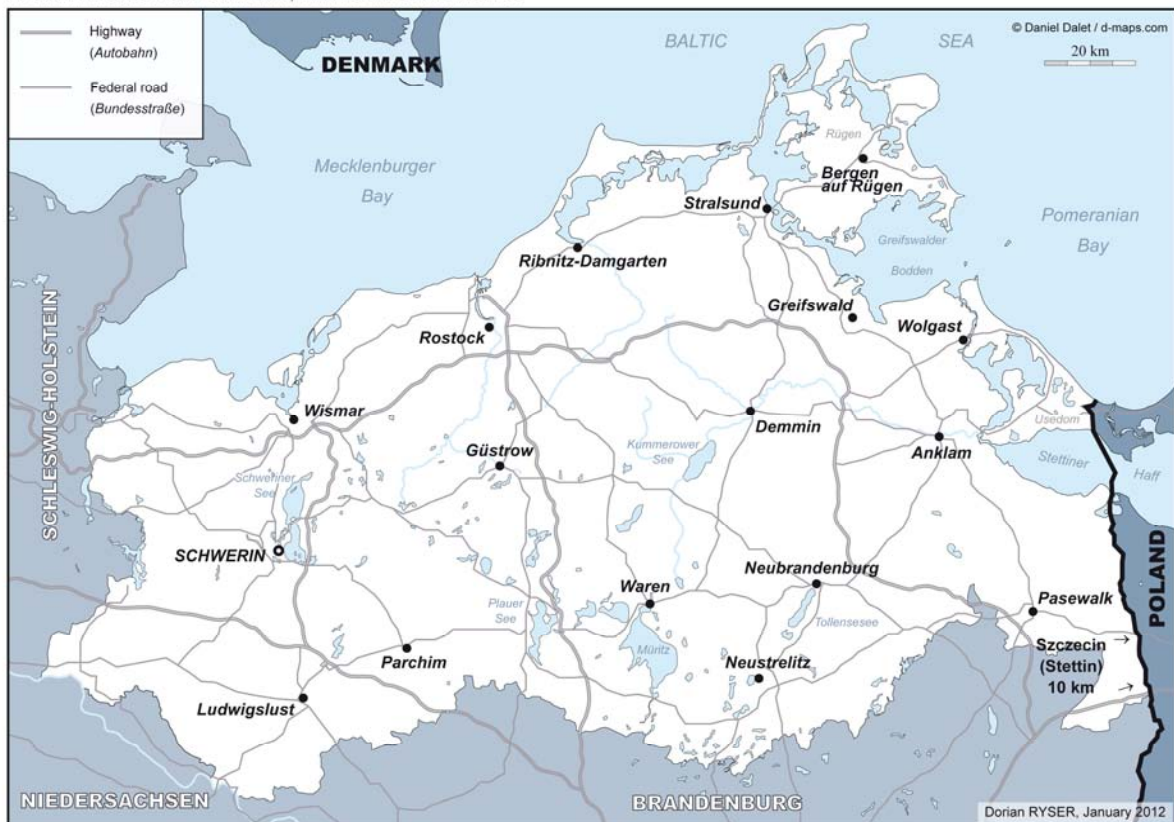 Highway
(Autobahn)
Federal road
(Bundesstraße)
DENMARK
BALTIC SEA
© Daniel Dalet / d-maps.com
20 km
Mecklenburger
Bay
Rügen
Bergen
auf Rügen
Stralsund
Pomeranian
Bay
Greifswalder
Bodden
Ribnitz-Damgarten
Greifswald
Wolgast
Rostock
SCHLESWIG-HOLSTEIN
Wismar
Usedom
Demmin
Anklam
Kummerower
See
Güstrow
Stettiner
Haff
Schweriner
See
SCHWERIN
Neubrandenburg
Waren
Plauer
See
Tollensesee
Pasewalk
POLAND
Müritz
Szczecin
(Stettin)
10 km
Parchim
Neustrelitz
Ludwigslust
NIEDERSACHSEN
BRANDENBURG
Dorian RYSER, January 2012